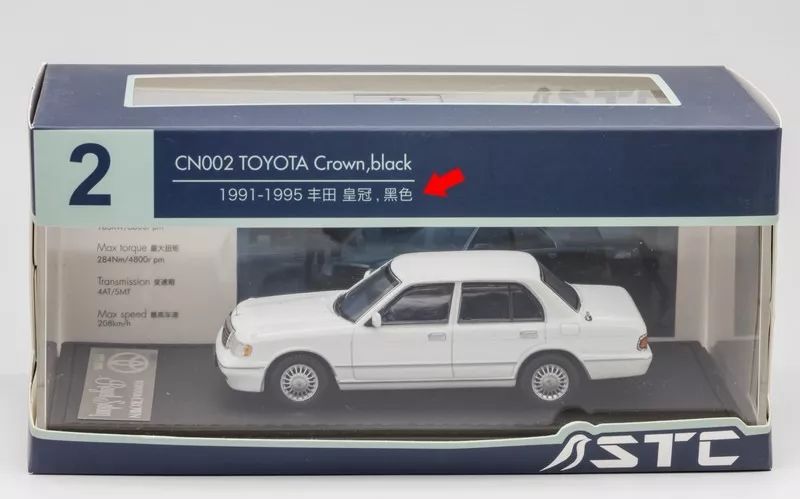 2
CN002 TOYOTA Crown,black
1991-1995 丰田 皇冠 , 黑色
Max torque 最大扭矩
284Nm/4800r pm
Transmission 变速箱
4AT/5MT
Max speed 最高车速
208km/h
STC